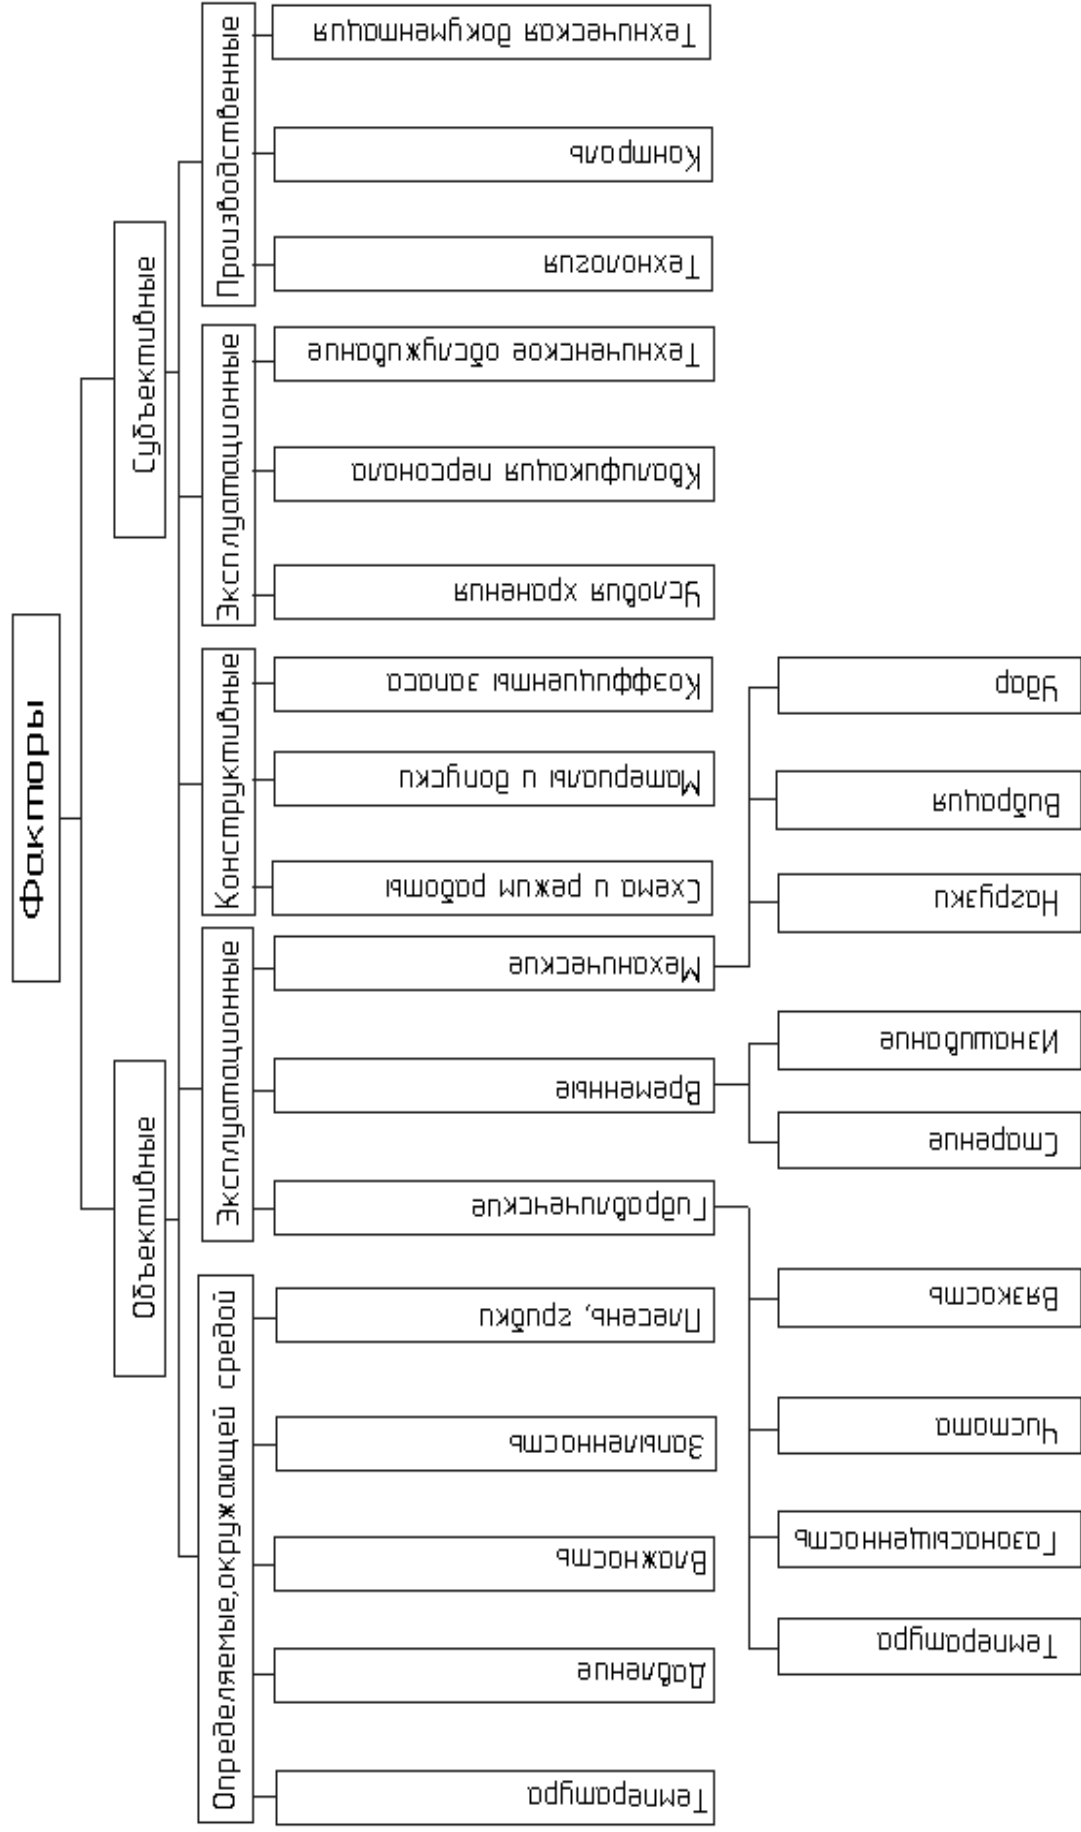 Факторы
Объективные
Субъективные
Определяемые,окружающей средой
Эксплуатационные
Конструктивные
Эксплуатационные
Производственные
Температура
Давление
Влажность
Запыленность
Плесень, грибки
Гидравличечские
Временные
Механические
Схема и режим работы
Материалы и допуски
Коэффициенты запаса
Условия хранения
Квалификация персонала
Техниченское обслуживание
Технология
Контроль
Техническая документация
Температура
Газонасыщенность
Чистота
Вязкость
Старение
Изнашивание
Нагрузки
Вибрация
Удар